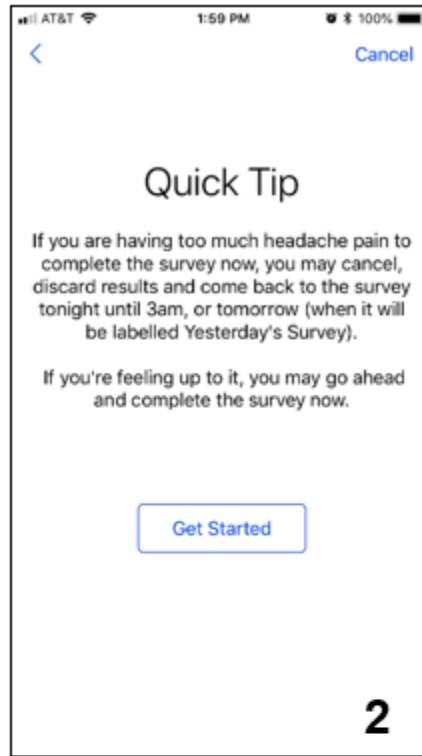 AT&T 1:59 PM 100%
Cancel
Quick Tip
If you are having too much headache pain to
complete the survey now, you may cancel,
discard results and come back to the survey
tonight until 3am, or tomorrow (when it will
be labelled Yesterday's Survey).
If you're feeling up to it, you may go ahead
and complete the survey now.
Get Started
2